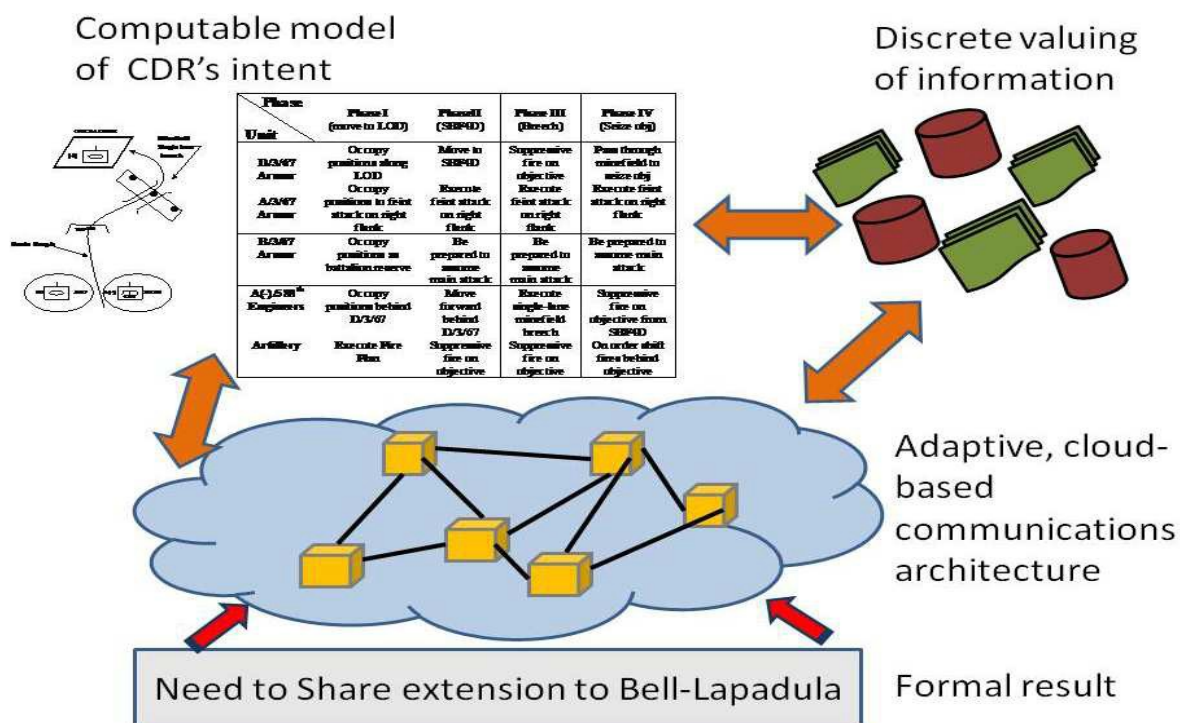 Computable model
of CDR's intent
Discrete valuing
of information
Phase
Unit
Phase I
(move to LOD)
PhaseII
(SBF4D)
Phase III
(Breech)
Phase IV
(Seize obj)
D/3/67
Armor
Occupy
positions along
LOD
Move to
SBF4D
Suppressive
fire on
objective
Pass through
minefield to
seize obj
A/3/67
Armor
Occupy
positions to feint
attack on right
flank
Execute
feint attack
on right
flank
Execute
feint attack
on right
flank
Execute feint
attack on right
flank
B/3/67
Armor
Occupy
positions as
battalion reserve
Be
prepared to
assume
main attack
Be
prepared to
assume
main attack
Be prepared to
assume main
attack
A(-)/588th
Engineers
Occupy
positions behind
D/3/67
Move
forward
behind
D/3/67
Execute
single-lane
minefield
breech
Suppressive
fire on
objective from
SBF4D
Artillery
Execute Fire
Plan
Suppressive
fire on
objective
Suppressive
fire on
objective
On order shift
fires behind
objective
Adaptive, cloud-
based
communications
architecture
Need to Share extension to Bell-Lapadula
Formal result